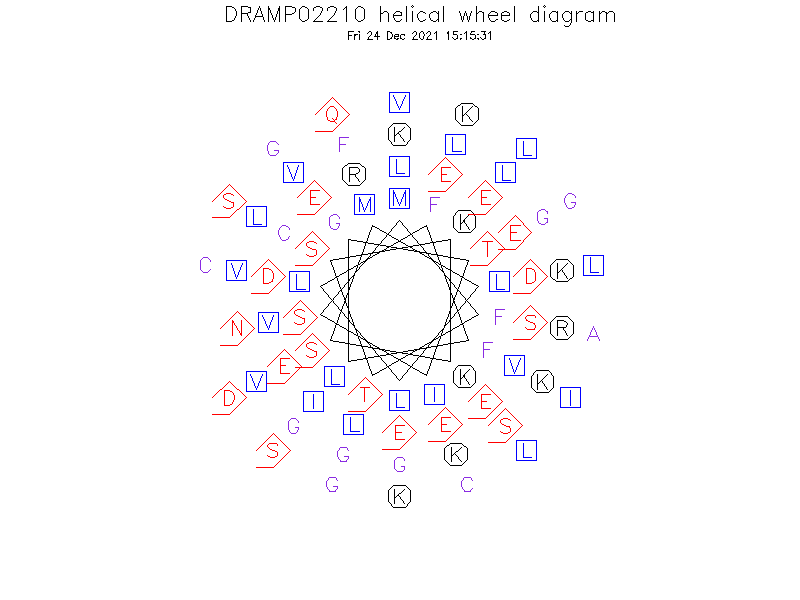 DRAMP02210 helical wheel diagram
Fri 24 Dec 2021 15:15:31
V
Q K
K
G F L L
V R L E L
S E M M F E G
L G K G
C E
S T
C V D L L D K L
N V S F S R A
S F
E V
V L K K
D I T L I E I
G L E E S
S G K L
G
G C
K